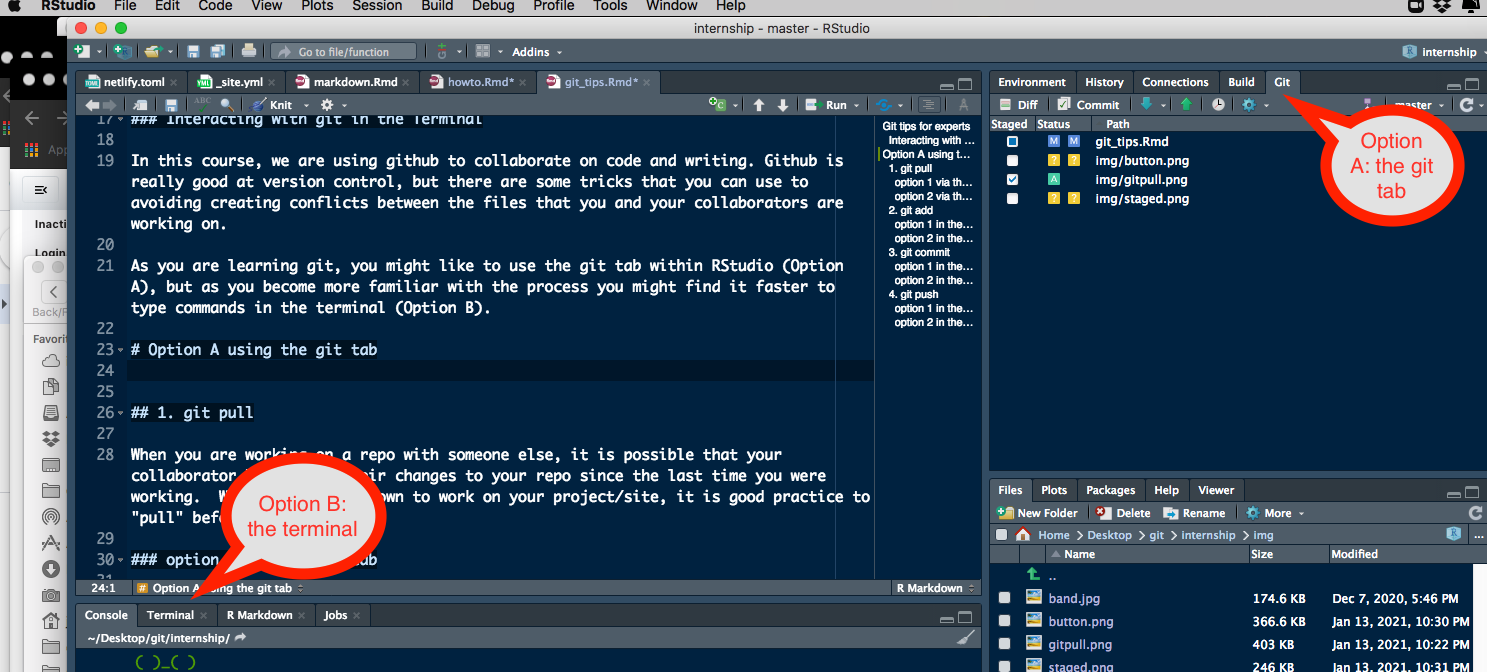 RStudio File Edit Code View Plots Session Build Debug Profile Tools Window Help
internship - master - RStudio
Go to file/function Addins internship
netlify.toml _site.yml markdown.Rmd howto.Rmd* git_tips.Rmd*
ABC Knit Run
17 ### Interacting with git in the Terminal
18
19 In this course, we are using github to collaborate on code and writing. Github is
really good at version control, but there are some tricks that you can use to
avoiding creating conflicts between the files that you and your collaborators are
working on.
20
21 As you are learning git, you might like to use the git tab within RStudio (Option
A), but as you become more familiar with the process you might find it faster to
type commands in the terminal (Option B).
22
23 # Option A using the git tab
24
25
26 ## 1. git pull
27
28 When you are working on a repo with someone else, it is possible that your
collaborator ir changes to your repo since the last time you were
working. W own to work on your project/site, it is good practice to
"pull" bef
29
30 ### option ab
31
Option B:
the terminal
24:1 # Option A using the git tab R Markdown
Git tips for experts
Interacting with ...
Option A using t...
1. git pull
option 1 via th...
option 2 via th...
2. git add
option 1 in the...
option 2 in the...
3. git commit
option 1 in the...
option 2 in the...
4. git push
option 1 in the...
option 2 in the...
Console Terminal R Markdown Jobs
~/Desktop/git/internship/
( )_( )
Environment History Connections Build Git
Diff Commit master
Staged Status Path
M M git_tips.Rmd
? ? img/button.png
A img/gitpull.png
? ? img/staged.png
Option
A: the git
tab
Files Plots Packages Help Viewer
New Folder Delete Rename More
Home > Desktop > git > internship > img ...
Name Size Modified
..
band.jpg 174.6 KB Dec 7, 2020, 5:46 PM
button.png 366.6 KB Jan 13, 2021, 10:30 PM
gitpull.png 403 KB Jan 13, 2021, 10:22 PM
staged.png 246 KB Jan 13, 2021, 10:31 PM
App
Inacti
Login
Back/F
Favorit